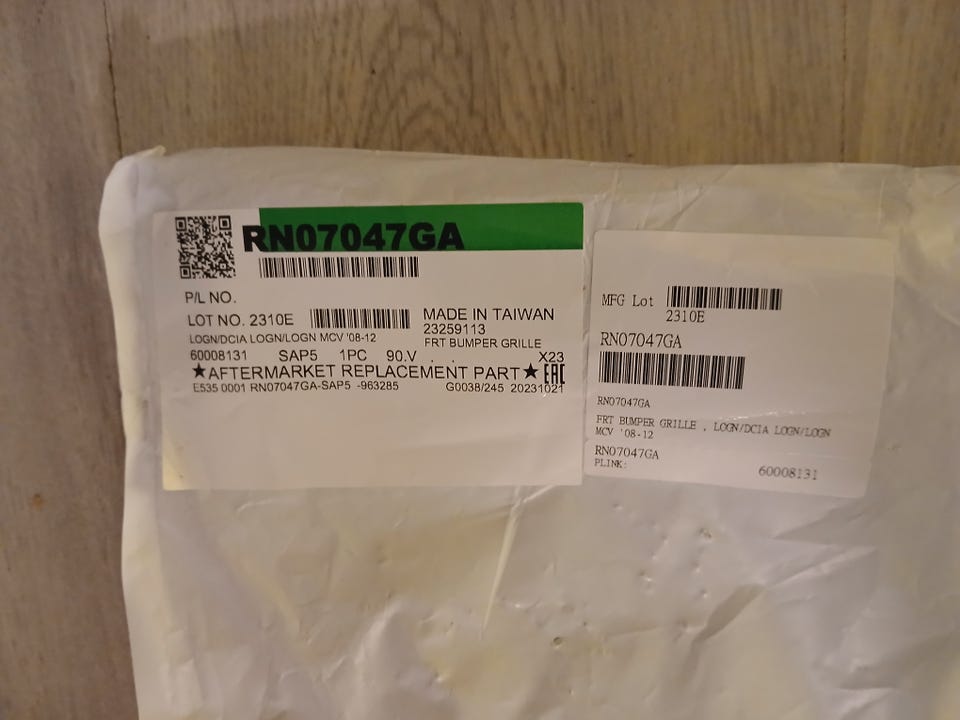 RN07047GA
P/L NO.
LOT NO. 2310E
MADE IN TAIWAN
23259113
LOGN/DCIA LOGN/LOGN MCV '08-12
FRT BUMPER GRILLE
60008131 SAP5 1PC 90.V . . X23
★AFTERMARKET REPLACEMENT PART★ EAC
E535 0001 RN07047GA-SAP5 -963285 G0038/245 20231021
MFG Lot
2310E
RN07047GA
RN07047GA
FRT BUMPER GRILLE , LOGN/DCIA LOGN/LOGN
MCV '08-12
RN07047GA
PLINK:
60008131